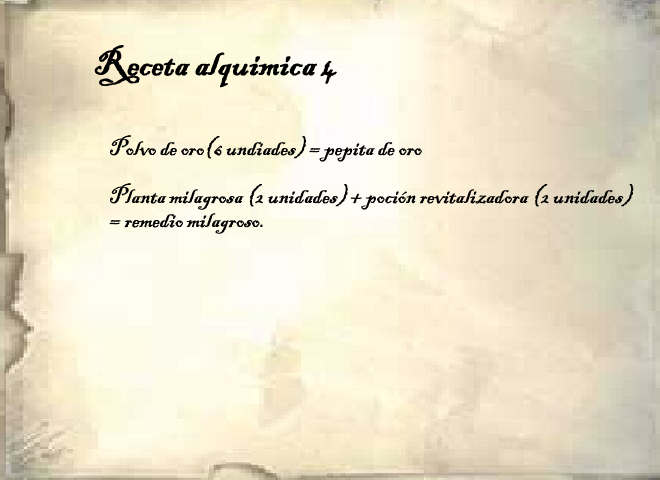 Receta alquimica 4
Polvo de oro (6 undiades) = pepita de oro
Planta milagrosa (2 unidades) + poción revitalizadora (2 unidades)
= remedio milagroso.